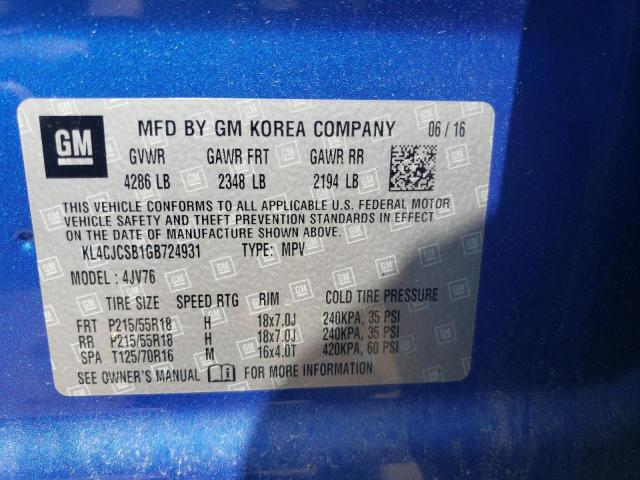 GM MFD BY GM KOREA COMPANY 06 / 16
GVWR GAWR FRT GAWR RR
4286 LB 2348 LB 2194 LB
THIS VEHICLE CONFORMS TO ALL APPLICABLE U.S. FEDERAL MOTOR
VEHICLE SAFETY AND THEFT PREVENTION STANDARDS IN EFFECT
ON THE DATE OF MANUFACTURE SHOWN ABOVE.
KL4CJCSB1GB724931 TYPE: MPV
MODEL : 4JV76
TIRE SIZE SPEED RTG RIM COLD TIRE PRESSURE
FRT P215/55R18 H 18x7.0J 240KPA, 35 PSI
RR P215/55R18 H 18x7.0J 240KPA, 35 PSI
SPA T125/70R16 M 16x4.0T 420KPA, 60 PSI
SEE OWNER'S MANUAL FOR MORE INFORMATION